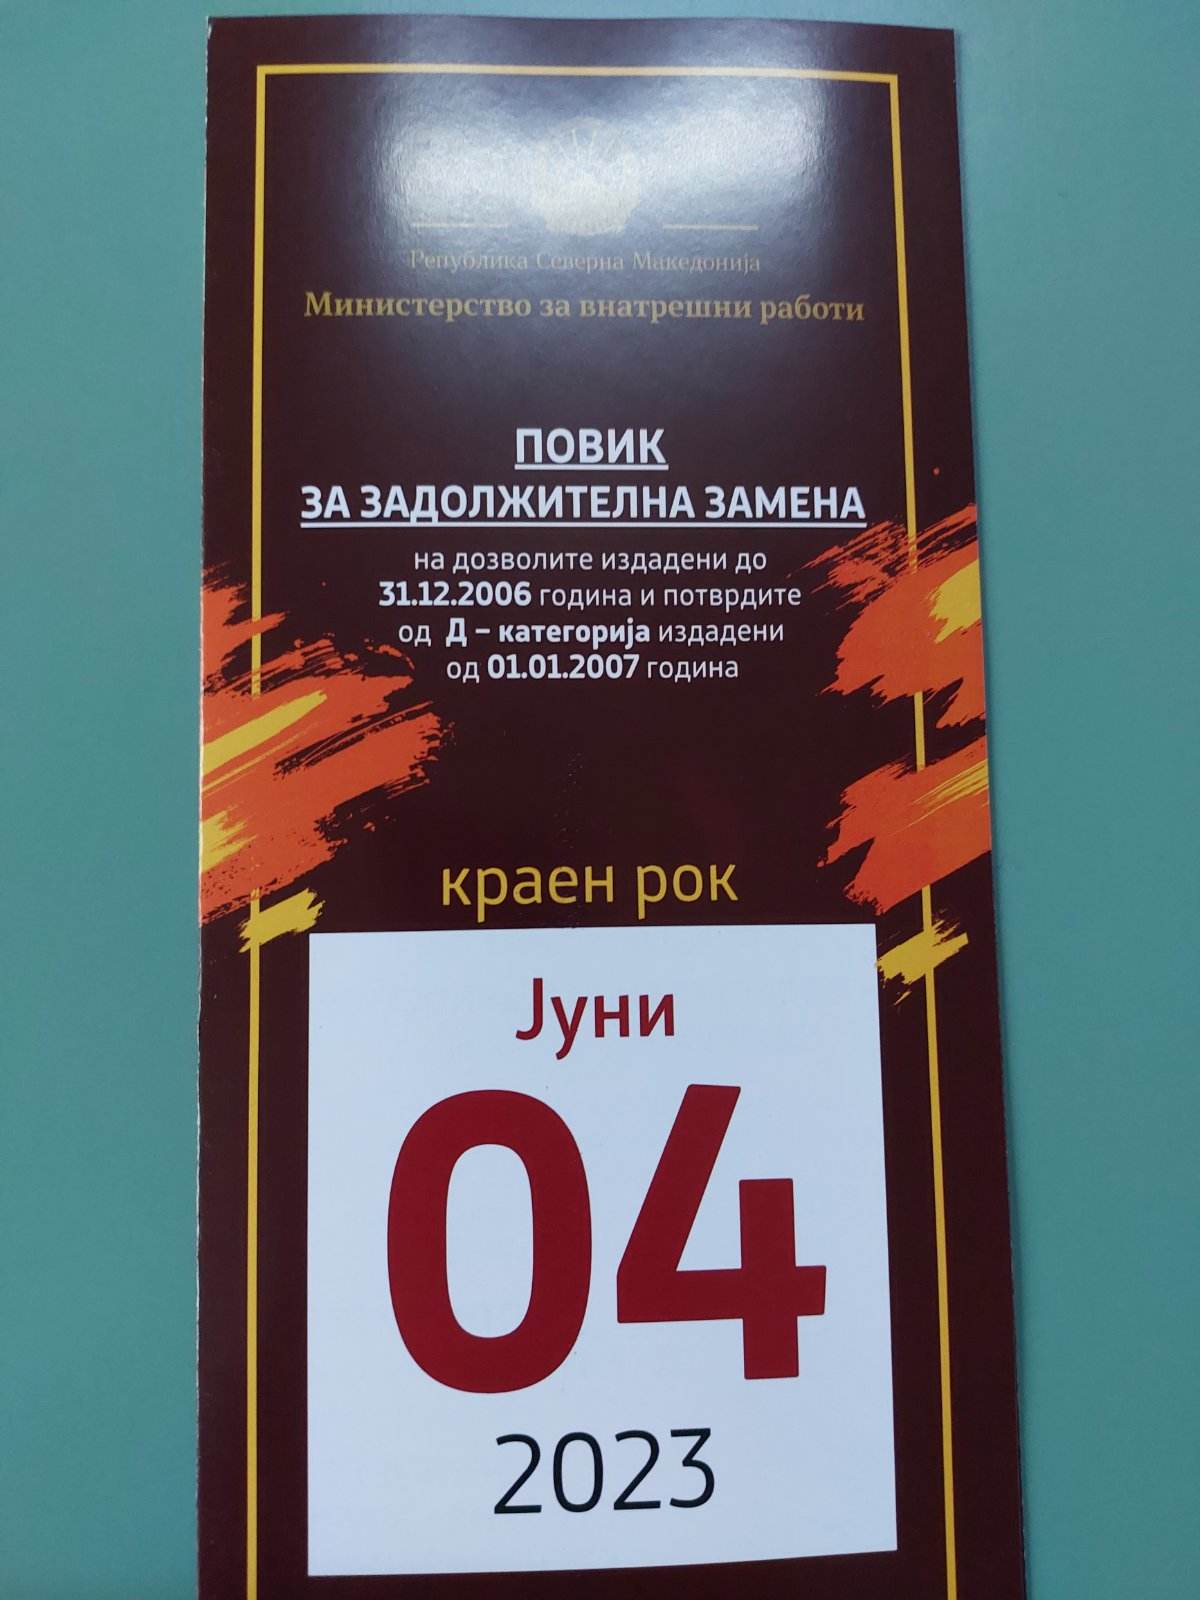 Република Северна Македонија
Министерство за внатрешни работи
ПОВИК
ЗА ЗАДОЛЖИТЕЛНА ЗАМЕНА
на дозволите издадени до
31.12.2006 година и потврдите
од Д – категорија издадени
од 01.01.2007 година
краен рок
Јуни
04
2023